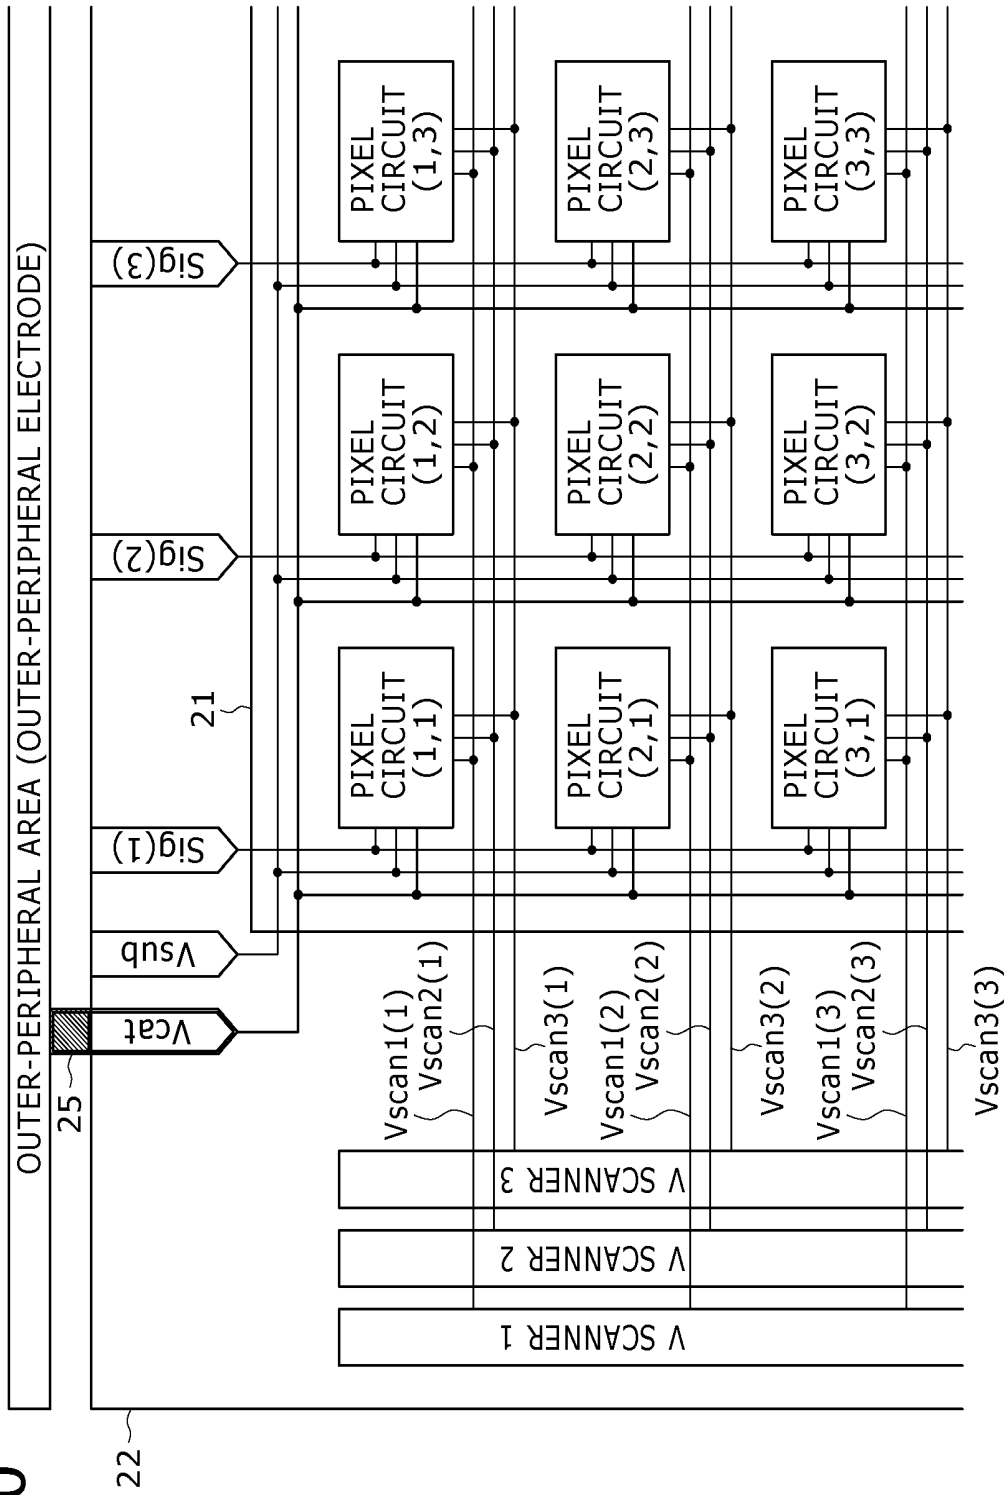 OUTER-PERIPHERAL AREA (OUTER-PERIPHERAL ELECTRODE)
25
Vcat
Vsub
Sig(1)
Sig(2)
Sig(3)
22
21
PIXEL
CIRCUIT
(1,1)
PIXEL
CIRCUIT
(1,2)
PIXEL
CIRCUIT
(1,3)
Vscan1(1)
Vscan2(1)
Vscan3(1)
PIXEL
CIRCUIT
(2,1)
PIXEL
CIRCUIT
(2,2)
PIXEL
CIRCUIT
(2,3)
Vscan1(2)
Vscan2(2)
Vscan3(2)
PIXEL
CIRCUIT
(3,1)
PIXEL
CIRCUIT
(3,2)
PIXEL
CIRCUIT
(3,3)
Vscan1(3)
Vscan2(3)
Vscan3(3)
V SCANNER 1
V SCANNER 2
V SCANNER 3